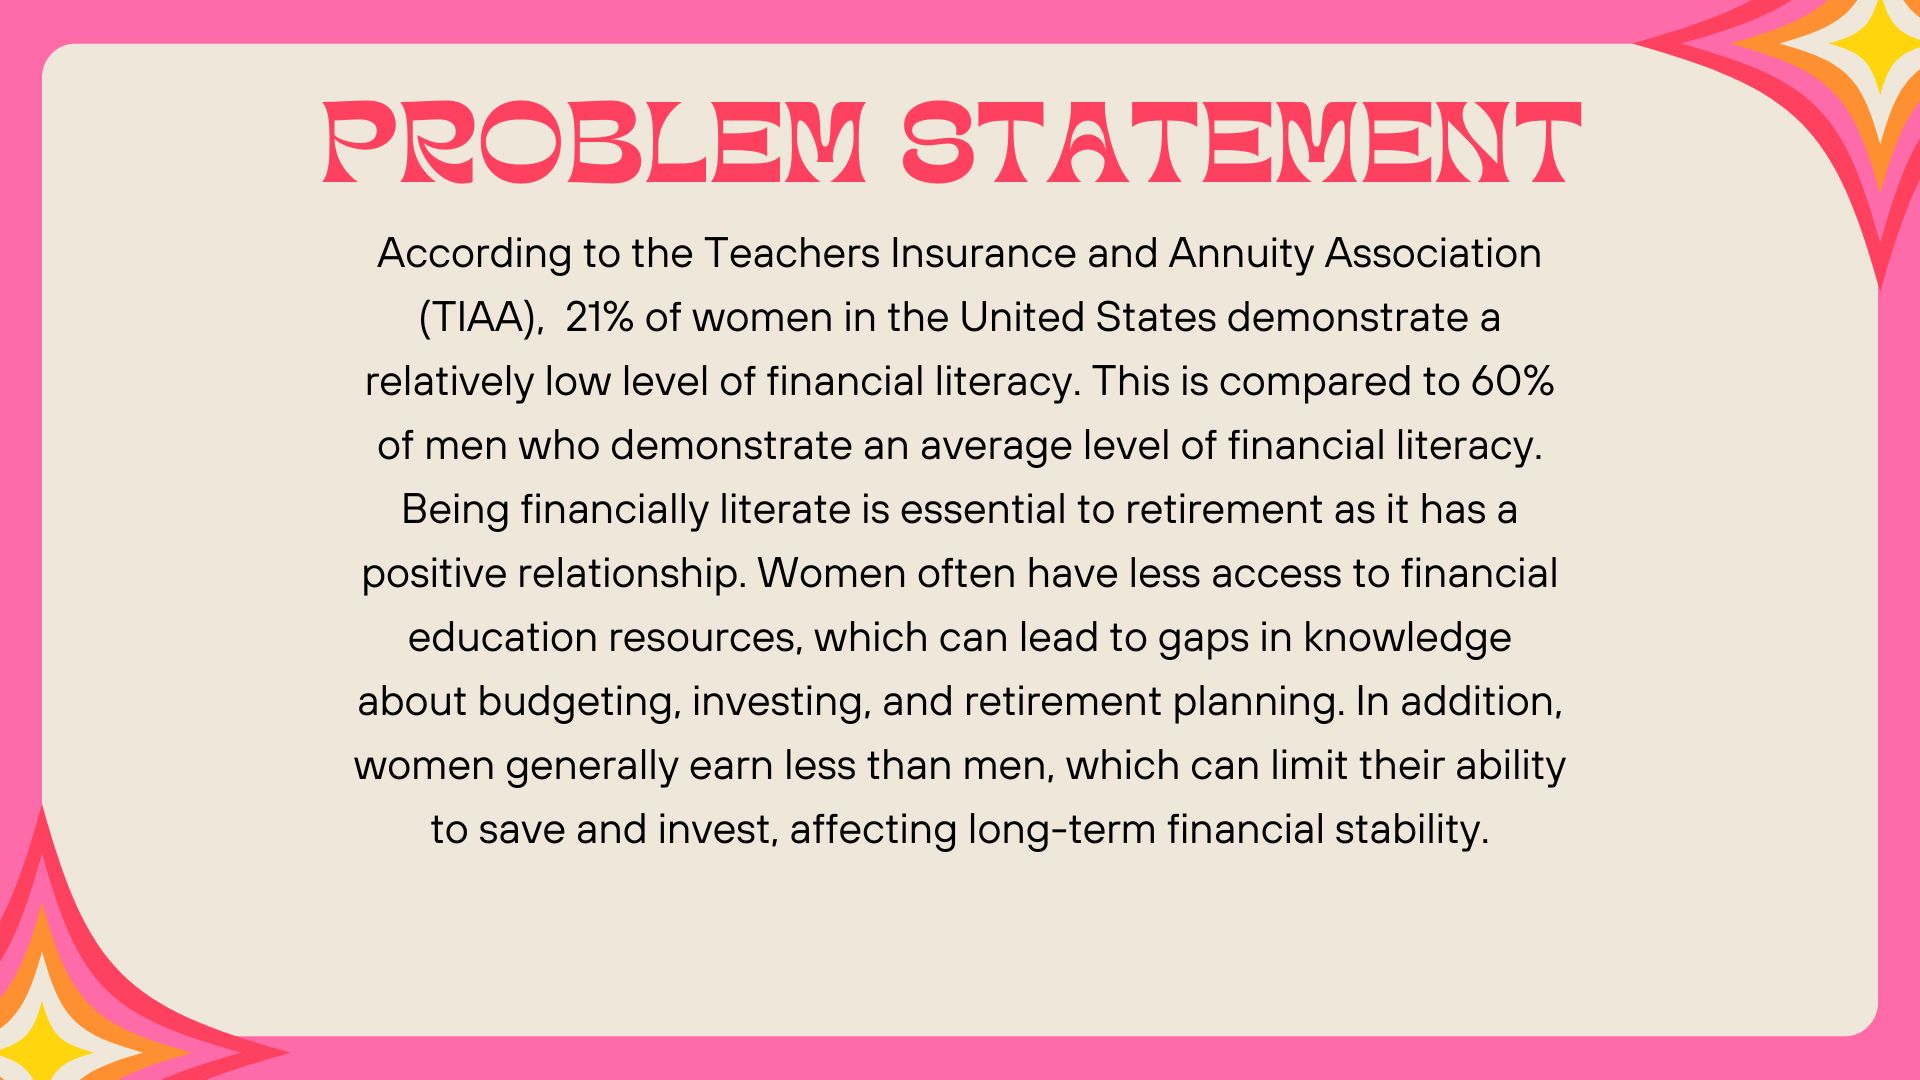 PROBLEM STATEMENT
According to the Teachers Insurance and Annuity Association
(TIAA),  21% of women in the United States demonstrate a
relatively low level of financial literacy. This is compared to 60%
of men who demonstrate an average level of financial literacy.
Being financially literate is essential to retirement as it has a
positive relationship. Women often have less access to financial
education resources, which can lead to gaps in knowledge
about budgeting, investing, and retirement planning. In addition,
women generally earn less than men, which can limit their ability
to save and invest, affecting long-term financial stability.